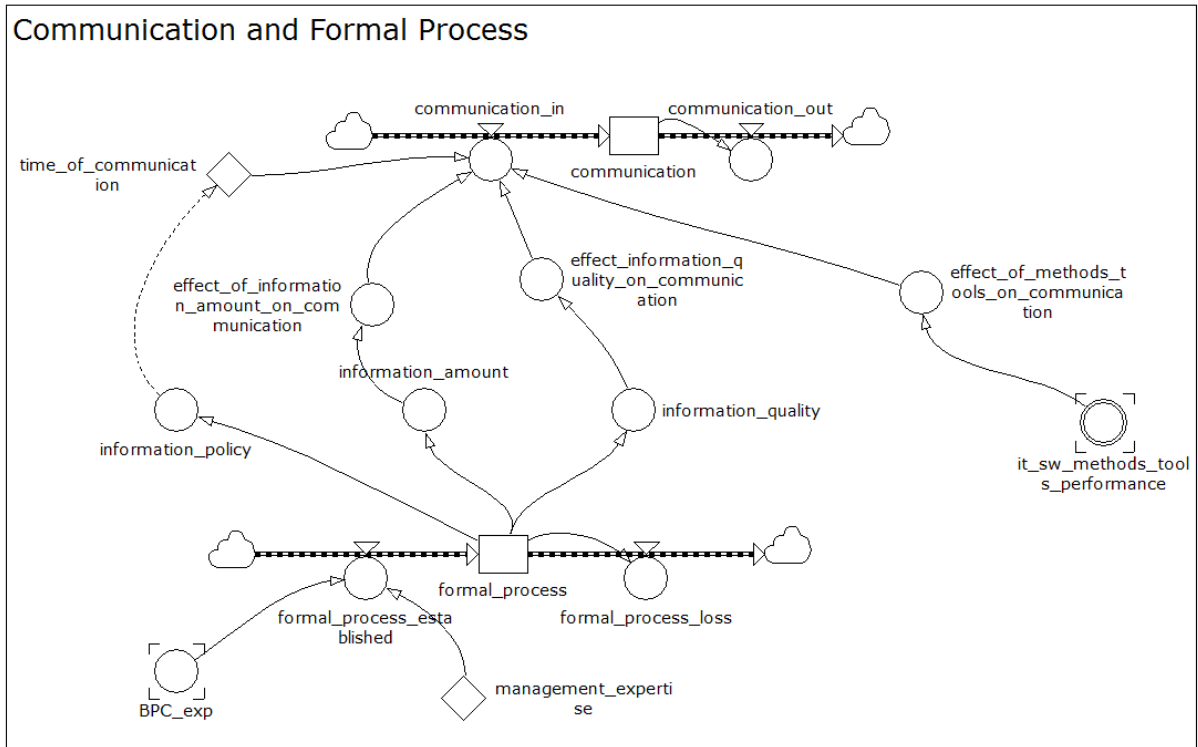 Communication and Formal Process
communication_in
communication_out
time_of_communicat
ion
communication
effect_information_q
uality_on_communic
ation
effect_of_methods_t
ools_on_communica
tion
effect_of_informatio
n_amount_on_com
munication
information_amount
information_quality
information_policy
it_sw_methods_tool
s_performance
formal_process
formal_process_esta
blished
formal_process_loss
management_experti
se
BPC_exp